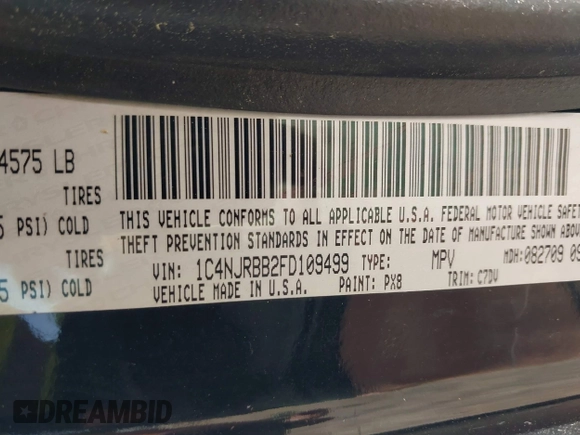 4575 LB
TIRES
5 PSI) COLD
TIRES
5 PSI) COLD
THIS VEHICLE CONFORMS TO ALL APPLICABLE U.S.A. FEDERAL MOTOR VEHICLE SAFET
THEFT PREVENTION STANDARDS IN EFFECT ON THE DATE OF MANUFACTURE SHOWN ABOVE
VIN: 1C4NJRBB2FD109499 TYPE: MPV MDH:082709 09
VEHICLE MADE IN U.S.A. PAINT: PX8 TRIM: C7DV
DREAMBID